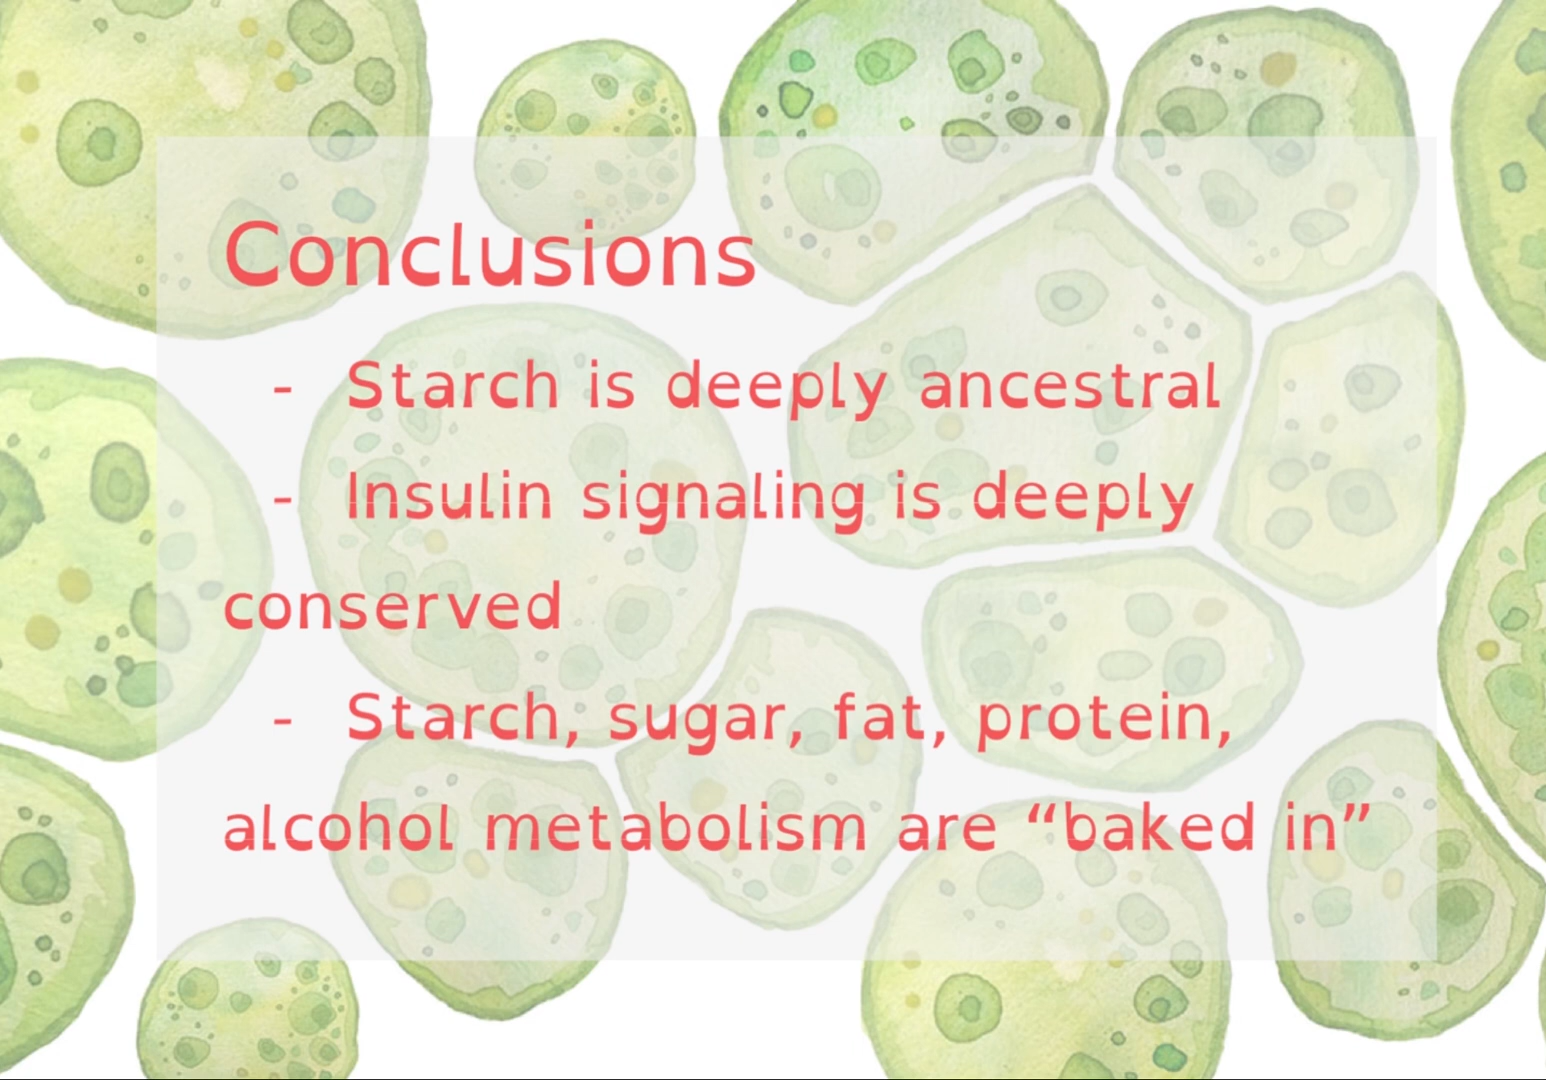 Conclusions
- Starch is deeply ancestral
- Insulin signaling is deeply
conserved
- Starch, sugar, fat, protein,
alcohol metabolism are “baked in”